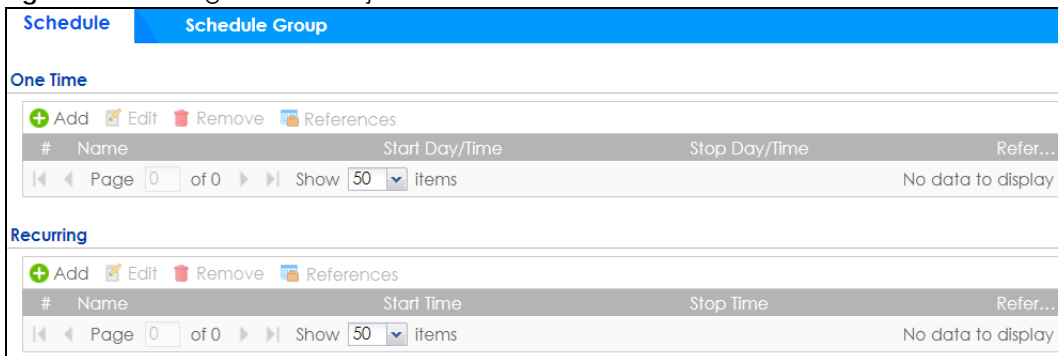 Schedule Schedule Group
One Time
Add Edit Remove References
# Name Start Day/Time Stop Day/Time Refer...
Page 0 of 0 Show 50 items No data to display
Recurring
Add Edit Remove References
# Name Start Time Stop Time Refer...
Page 0 of 0 Show 50 items No data to display